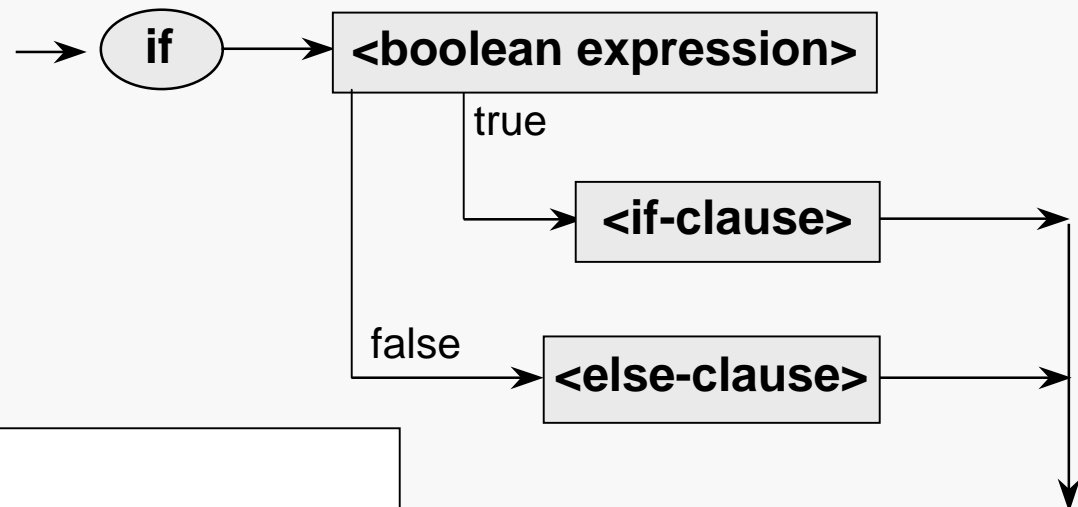 if <boolean expression>
true
<if-clause>
false
<else-clause>